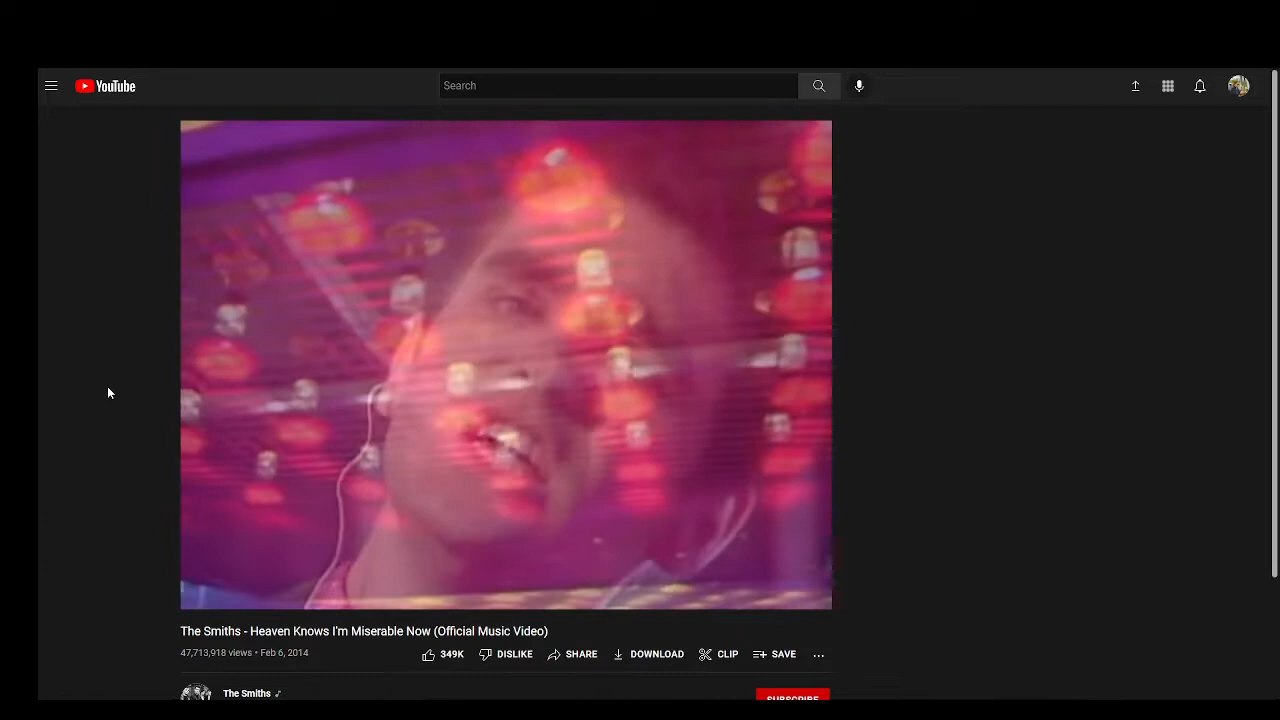 YouTube
Search
The Smiths - Heaven Knows I'm Miserable Now (Official Music Video)
47,713,918 views • Feb 6, 2014
349K DISLIKE SHARE DOWNLOAD CLIP SAVE ...
The Smiths
SUBSCRIBE